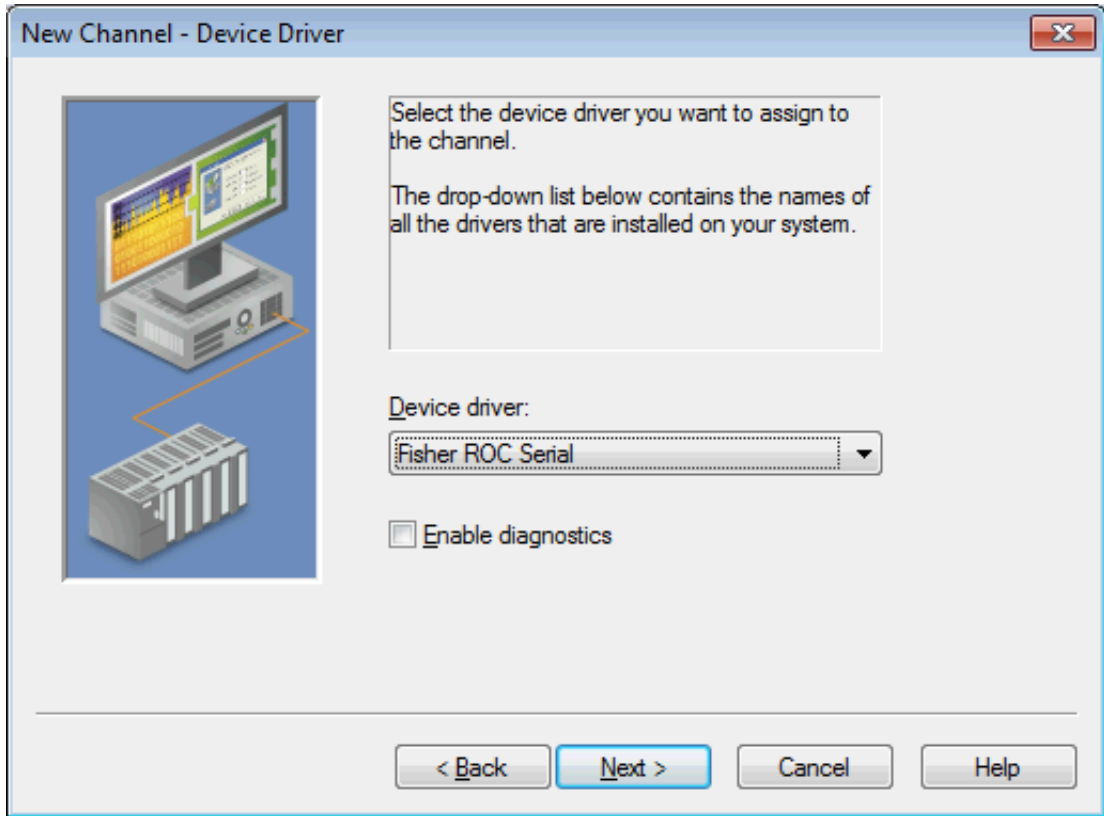 New Channel - Device Driver
Select the device driver you want to assign to
the channel.
The drop-down list below contains the names of
all the drivers that are installed on your system.
Device driver:
Fisher ROC Serial
Enable diagnostics
< Back Next > Cancel Help